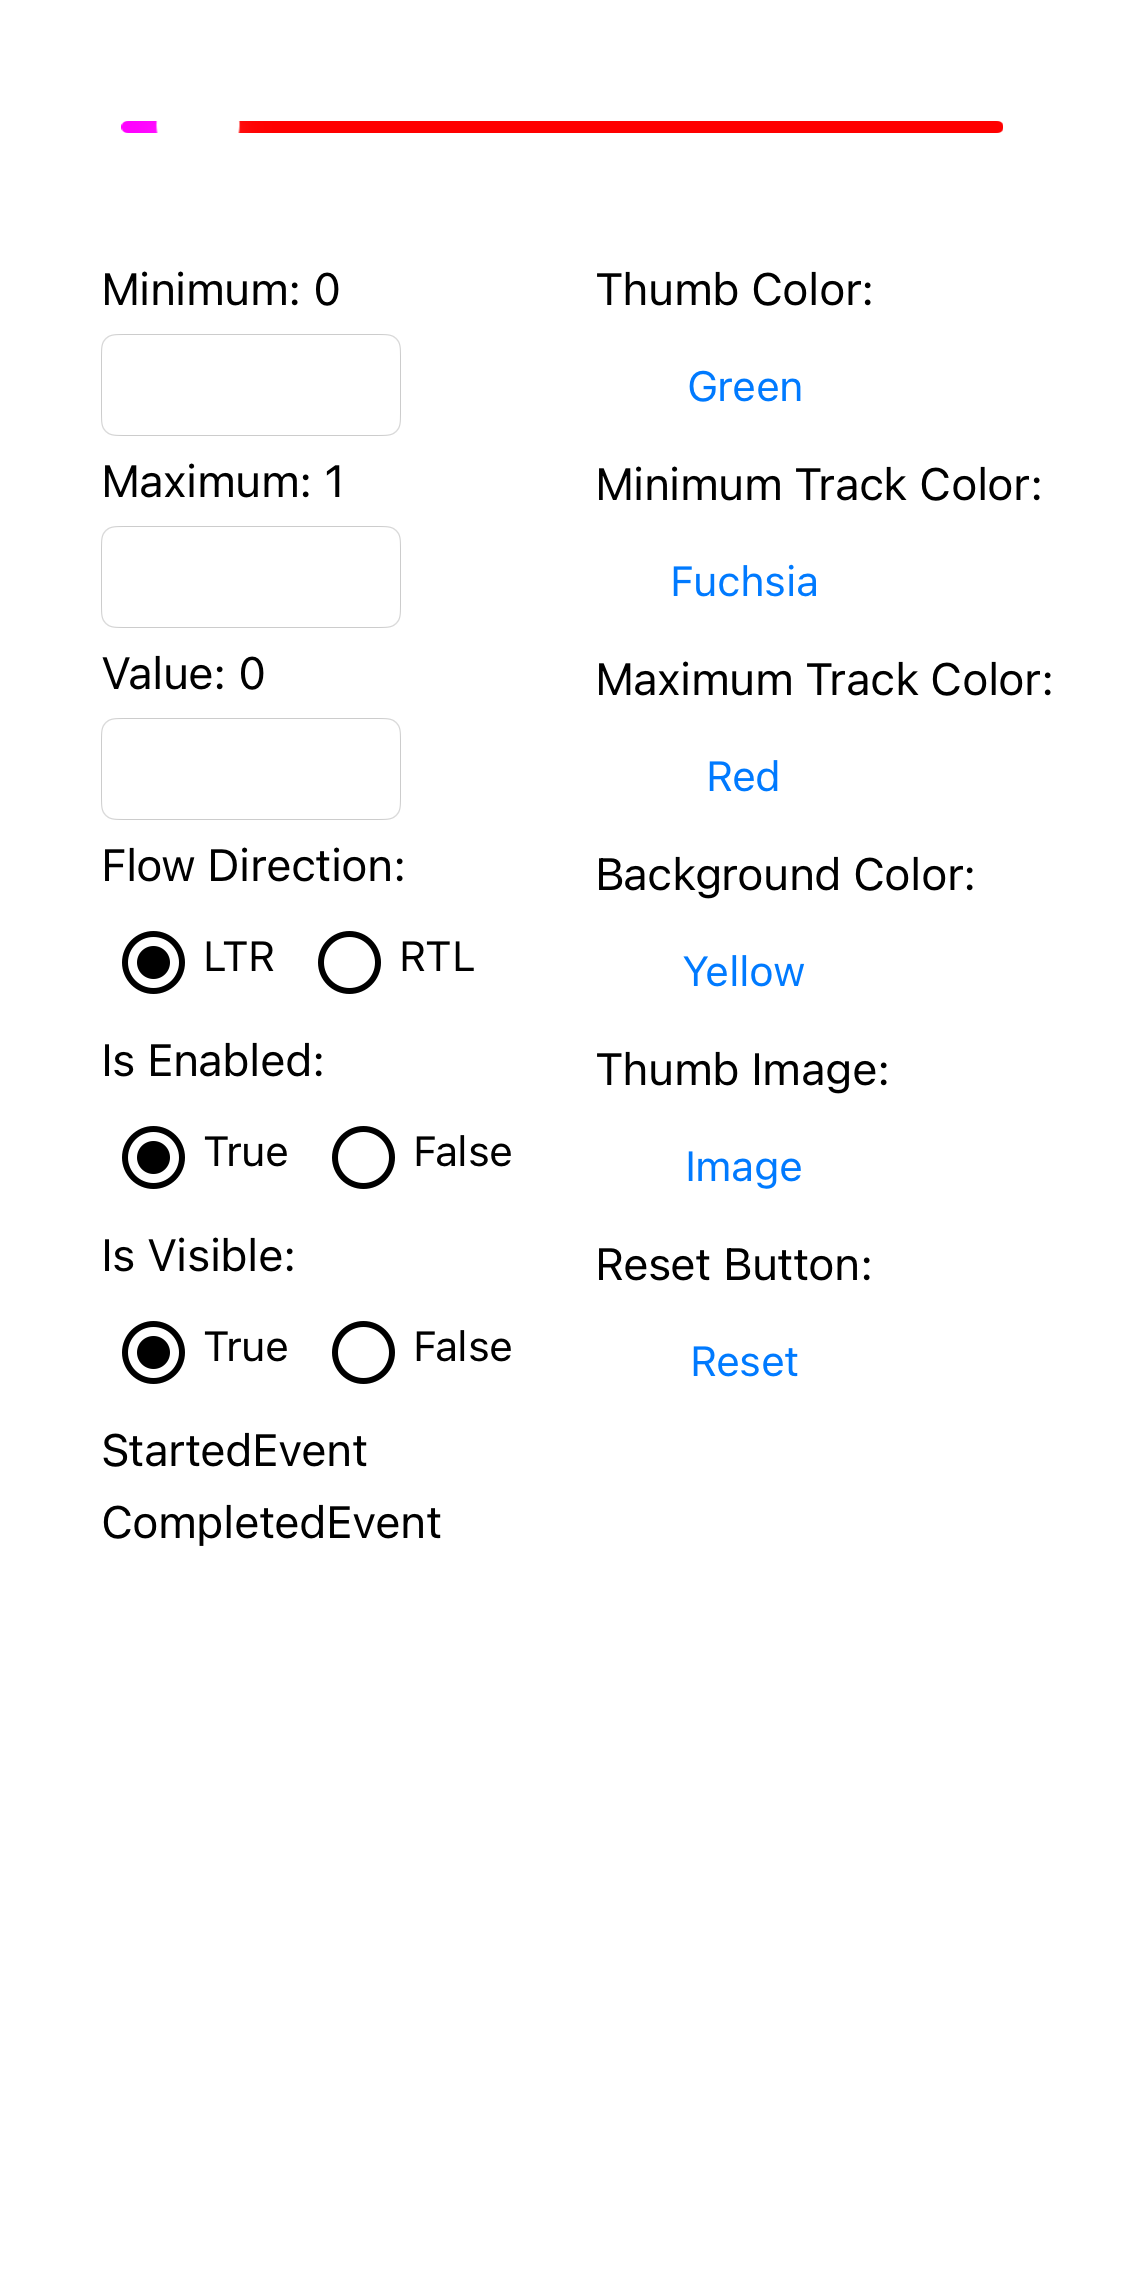 Minimum: 0
Maximum: 1
Value: 0
Flow Direction:
LTR RTL
Is Enabled:
True False
Is Visible:
True False
StartedEvent
CompletedEvent
Thumb Color:
Green
Minimum Track Color:
Fuchsia
Maximum Track Color:
Red
Background Color:
Yellow
Thumb Image:
Image
Reset Button:
Reset